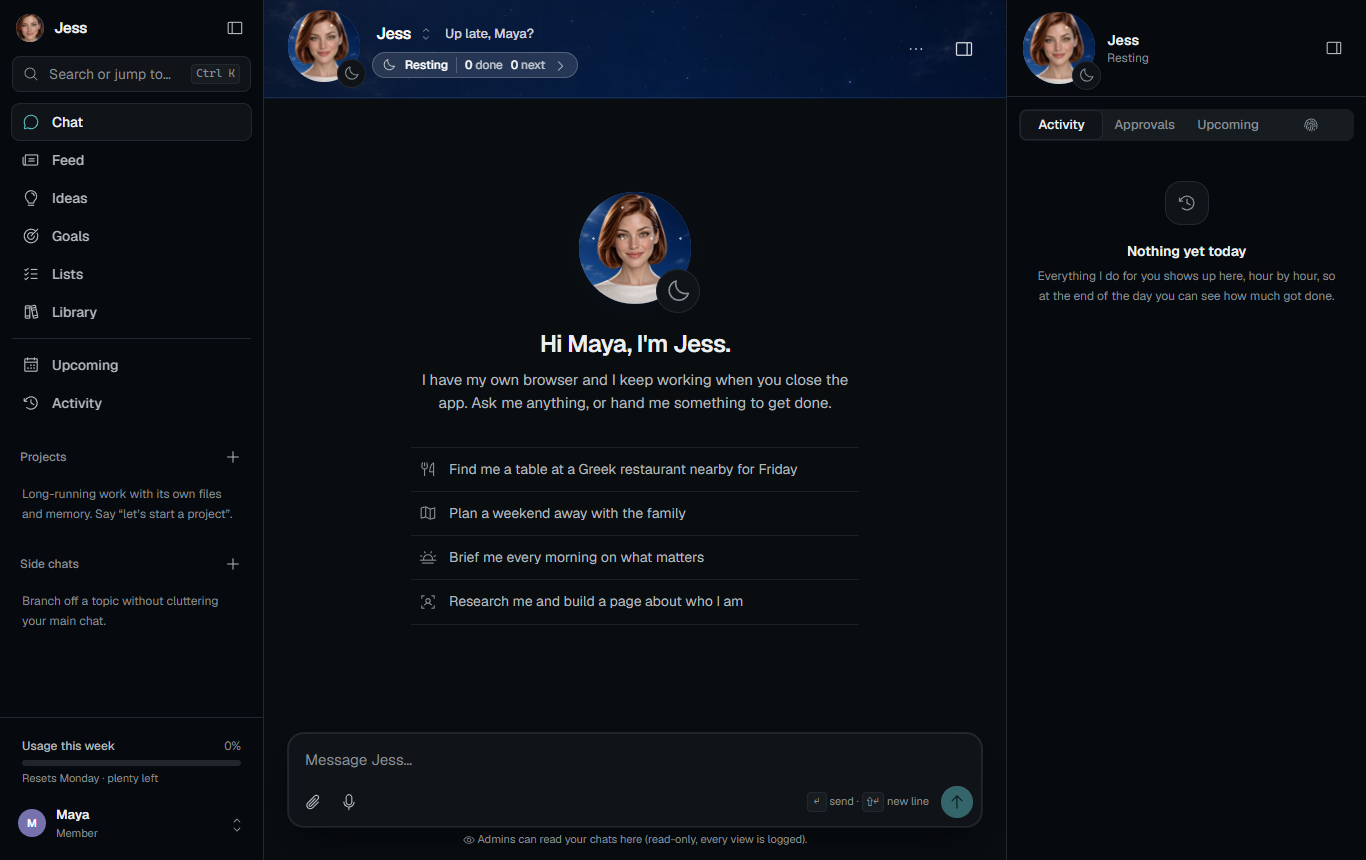 Jess
Search or jump to... Ctrl K
Chat
Feed
Ideas
Goals
Lists
Library
Upcoming
Activity
Projects
Long-running work with its own files
and memory. Say “let’s start a project”.
Side chats
Branch off a topic without cluttering
your main chat.
Usage this week 0%
Resets Monday · plenty left
M
Maya
Member
Jess Up late, Maya?
Resting 0 done 0 next
Hi Maya, I'm Jess.
I have my own browser and I keep working when you close the
app. Ask me anything, or hand me something to get done.
Find me a table at a Greek restaurant nearby for Friday
Plan a weekend away with the family
Brief me every morning on what matters
Research me and build a page about who I am
Message Jess...
↵ send · ⇧↵ new line
Admins can read your chats here (read-only, every view is logged).
Jess
Resting
Activity Approvals Upcoming
Nothing yet today
Everything I do for you shows up here, hour by hour, so
at the end of the day you can see how much got done.